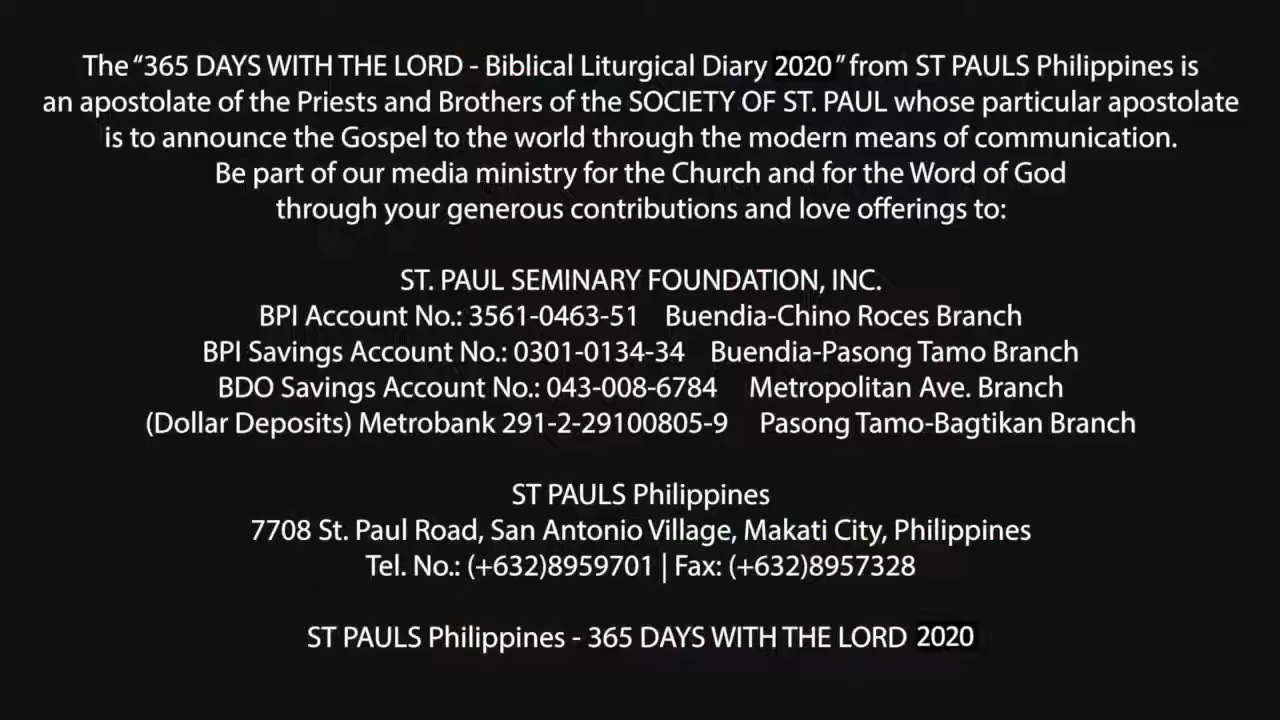 The “365 DAYS WITH THE LORD - Biblical Liturgical Diary 2020” from ST PAULS Philippines is
an apostolate of the Priests and Brothers of the SOCIETY OF ST. PAUL whose particular apostolate
is to announce the Gospel to the world through the modern means of communication.
Be part of our media ministry for the Church and for the Word of God
through your generous contributions and love offerings to:
ST. PAUL SEMINARY FOUNDATION, INC.
BPI Account No.: 3561-0463-51 Buendia-Chino Roces Branch
BPI Savings Account No.: 0301-0134-34 Buendia-Pasong Tamo Branch
BDO Savings Account No.: 043-008-6784 Metropolitan Ave. Branch
(Dollar Deposits) Metrobank 291-2-29100805-9 Pasong Tamo-Bagtikan Branch
ST PAULS Philippines
7708 St. Paul Road, San Antonio Village, Makati City, Philippines
Tel. No.: (+632)8959701 | Fax: (+632)8957328
ST PAULS Philippines - 365 DAYS WITH THE LORD 2020